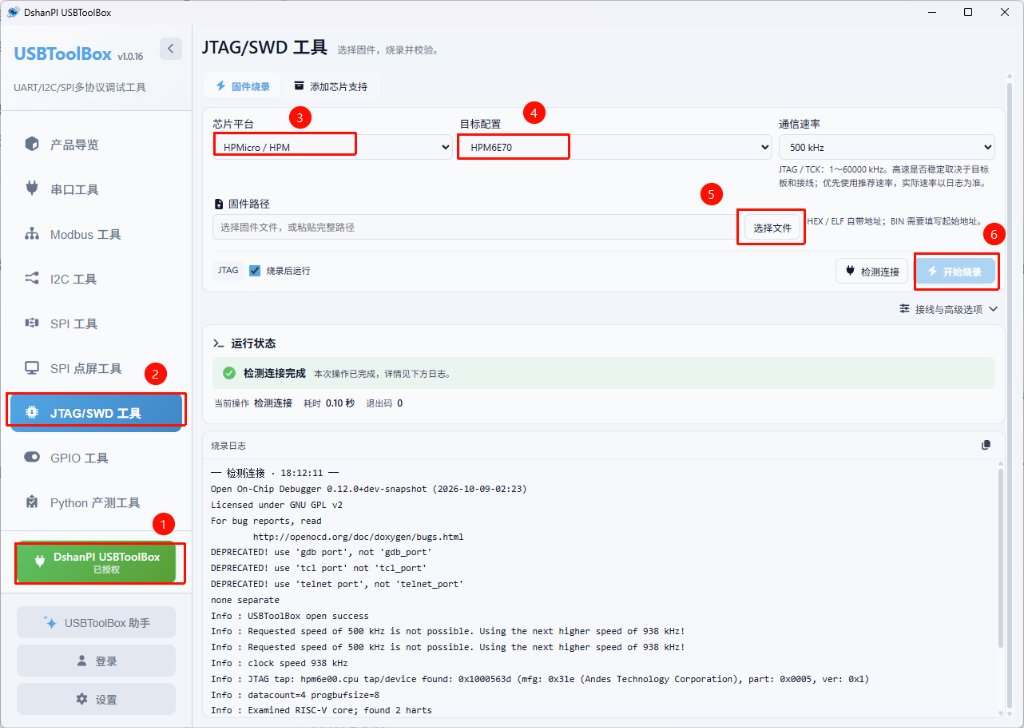 DshanPI USBToolBox
USBToolBox v1.0.16
UART/I2C/SPI多协议调试工具
产品导览
串口工具
Modbus 工具
I2C 工具
SPI 工具
SPI 点屏工具
2
JTAG/SWD 工具
GPIO 工具
Python 产测工具
1
DshanPI USBToolBox
已授权
USBToolBox 助手
登录
设置
JTAG/SWD 工具 选择固件，烧录并校验。
固件烧录 添加芯片支持
芯片平台 3 目标配置 4 通信速率
HPMicro / HPM HPM6E70 500 kHz
JTAG / TCK：1～60000 kHz。高速是否稳定取决于目标
板和接线；优先使用推荐速率，实际速率以日志为准。
固件路径 5
选择固件文件，或粘贴完整路径 选择文件 HEX / ELF 自带地址；BIN 需要填写起始地址。
6
JTAG 烧录后运行 检测连接 开始烧录
接线与高级选项
运行状态
检测连接完成 本次操作已完成，详情见下方日志。
当前操作 检测连接 耗时 0.10 秒 退出码 0
烧录日志
── 检测连接 · 18:12:11 ──
Open On-Chip Debugger 0.12.0+dev-snapshot (2026-10-09-02:23)
Licensed under GNU GPL v2
For bug reports, read
http://openocd.org/doc/doxygen/bugs.html
DEPRECATED! use 'gdb port', not 'gdb_port'
DEPRECATED! use 'tcl port' not 'tcl_port'
DEPRECATED! use 'telnet port', not 'telnet_port'
none separate
Info : USBToolBox open success
Info : Requested speed of 500 kHz is not possible. Using the next higher speed of 938 kHz!
Info : Requested speed of 500 kHz is not possible. Using the next higher speed of 938 kHz!
Info : clock speed 938 kHz
Info : JTAG tap: hpm6e00.cpu tap/device found: 0x1000563d (mfg: 0x31e (Andes Technology Corporation), part: 0x0005, ver: 0x1)
Info : datacount=4 progbufsize=8
Info : Examined RISC-V core; found 2 harts